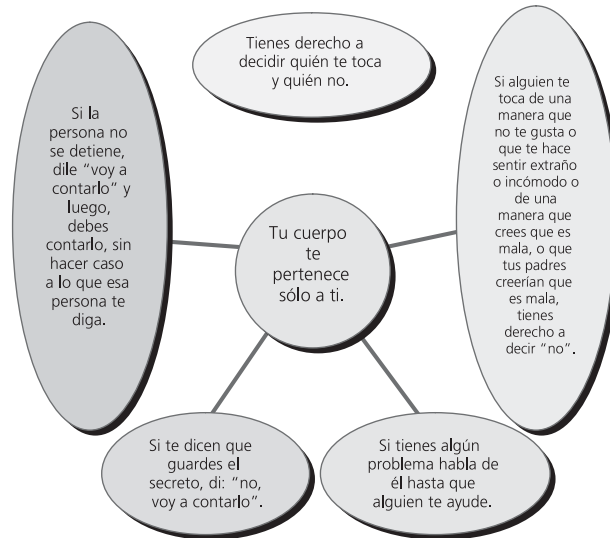 Tienes derecho a
decidir quién te toca
y quién no.
Si la
persona no
se detiene,
dile “voy a
contarlo” y
luego,
debes
contarlo, sin
hacer caso
a lo que esa
persona te
diga.
Tu cuerpo
te
pertenece
sólo a ti.
Si alguien te
toca de una
manera que
no te gusta o
que te hace
sentir extraño
o incómodo o
de una
manera que
crees que es
mala, o que
tus padres
creerían que
es mala,
tienes
derecho a
decir “no”.
Si te dicen que
guardes el
secreto, di: “no,
voy a contarlo”.
Si tienes algún
problema habla de
él hasta que
alguien te ayude.